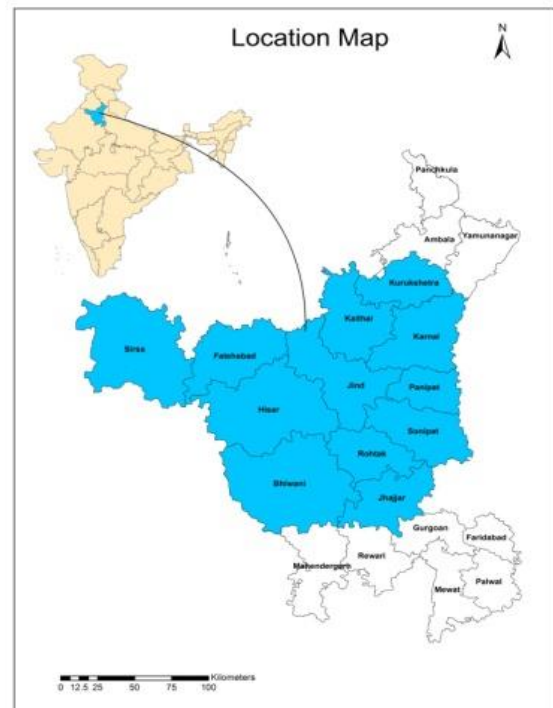 Location Map
N
Panchkula
Ambala
Yamunanagar
Kurukshetra
Kaithal
Karnal
Sirsa
Fatehabad
Jind
Panipat
Hisar
Sonipat
Rohtak
Bhiwani
Jhajjar
Gurgoan
Faridabad
Rewari
Mahendergarh
Mewat
Palwal
Kilometers
0 12.5 25 50 75 100